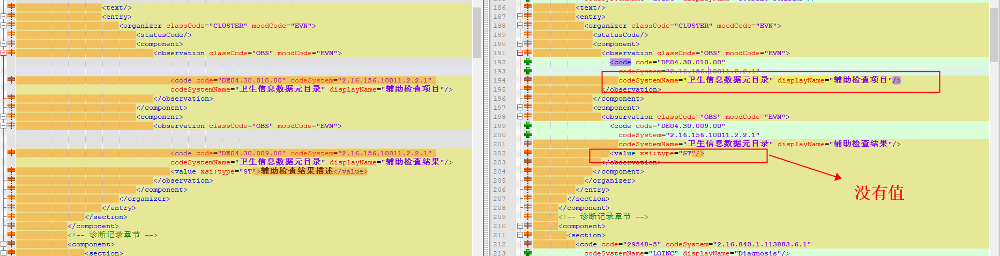 <text/>
<entry>
<organizer classCode="CLUSTER" moodCode="EVN">
<statusCode/>
<component>
<observation classCode="OBS" moodCode="EVN">
<code code="DE04.30.010.00" codeSystem="2.16.156.10011.2.2.1"
codeSystemName="卫生信息数据元目录" displayName="辅助检查项目"/>
</observation>
</component>
<component>
<observation classCode="OBS" moodCode="EVN">
<code code="DE04.30.009.00" codeSystem="2.16.156.10011.2.2.1"
codeSystemName="卫生信息数据元目录" displayName="辅助检查结果"/>
<value xsi:type="ST">辅助检查结果描述</value>
</observation>
</component>
</organizer>
</entry>
</section>
</component>
<!-- 诊断记录章节 -->
<component>
<section>
186 <text/>
187 <entry>
188 <organizer classCode="CLUSTER" moodCode="EVN">
189 <statusCode/>
190 <component>
191 <observation classCode="OBS" moodCode="EVN">
192 <code code="DE04.30.010.00"
193 codeSystem="2.16.156.10011.2.2.1"
194 codeSystemName="卫生信息数据元目录" displayName="辅助检查项目"/>
195 </observation>
196 </component>
197 <component>
198 <observation classCode="OBS" moodCode="EVN">
199 <code code="DE04.30.009.00"
200 codeSystem="2.16.156.10011.2.2.1"
201 codeSystemName="卫生信息数据元目录" displayName="辅助检查结果"/>
202 <value xsi:type="ST"/>
203 </observation>
204 </component>
205 </organizer>
206 </entry>
207 </section>
208 </component>
209 <!-- 诊断记录章节 -->
210 <component>
211 <section>
212 <code code="29548-5" codeSystem="2.16.840.1.113883.6.1"
213 codeSystemName="LOINC" displayName="Diagnosis"/>
没有值